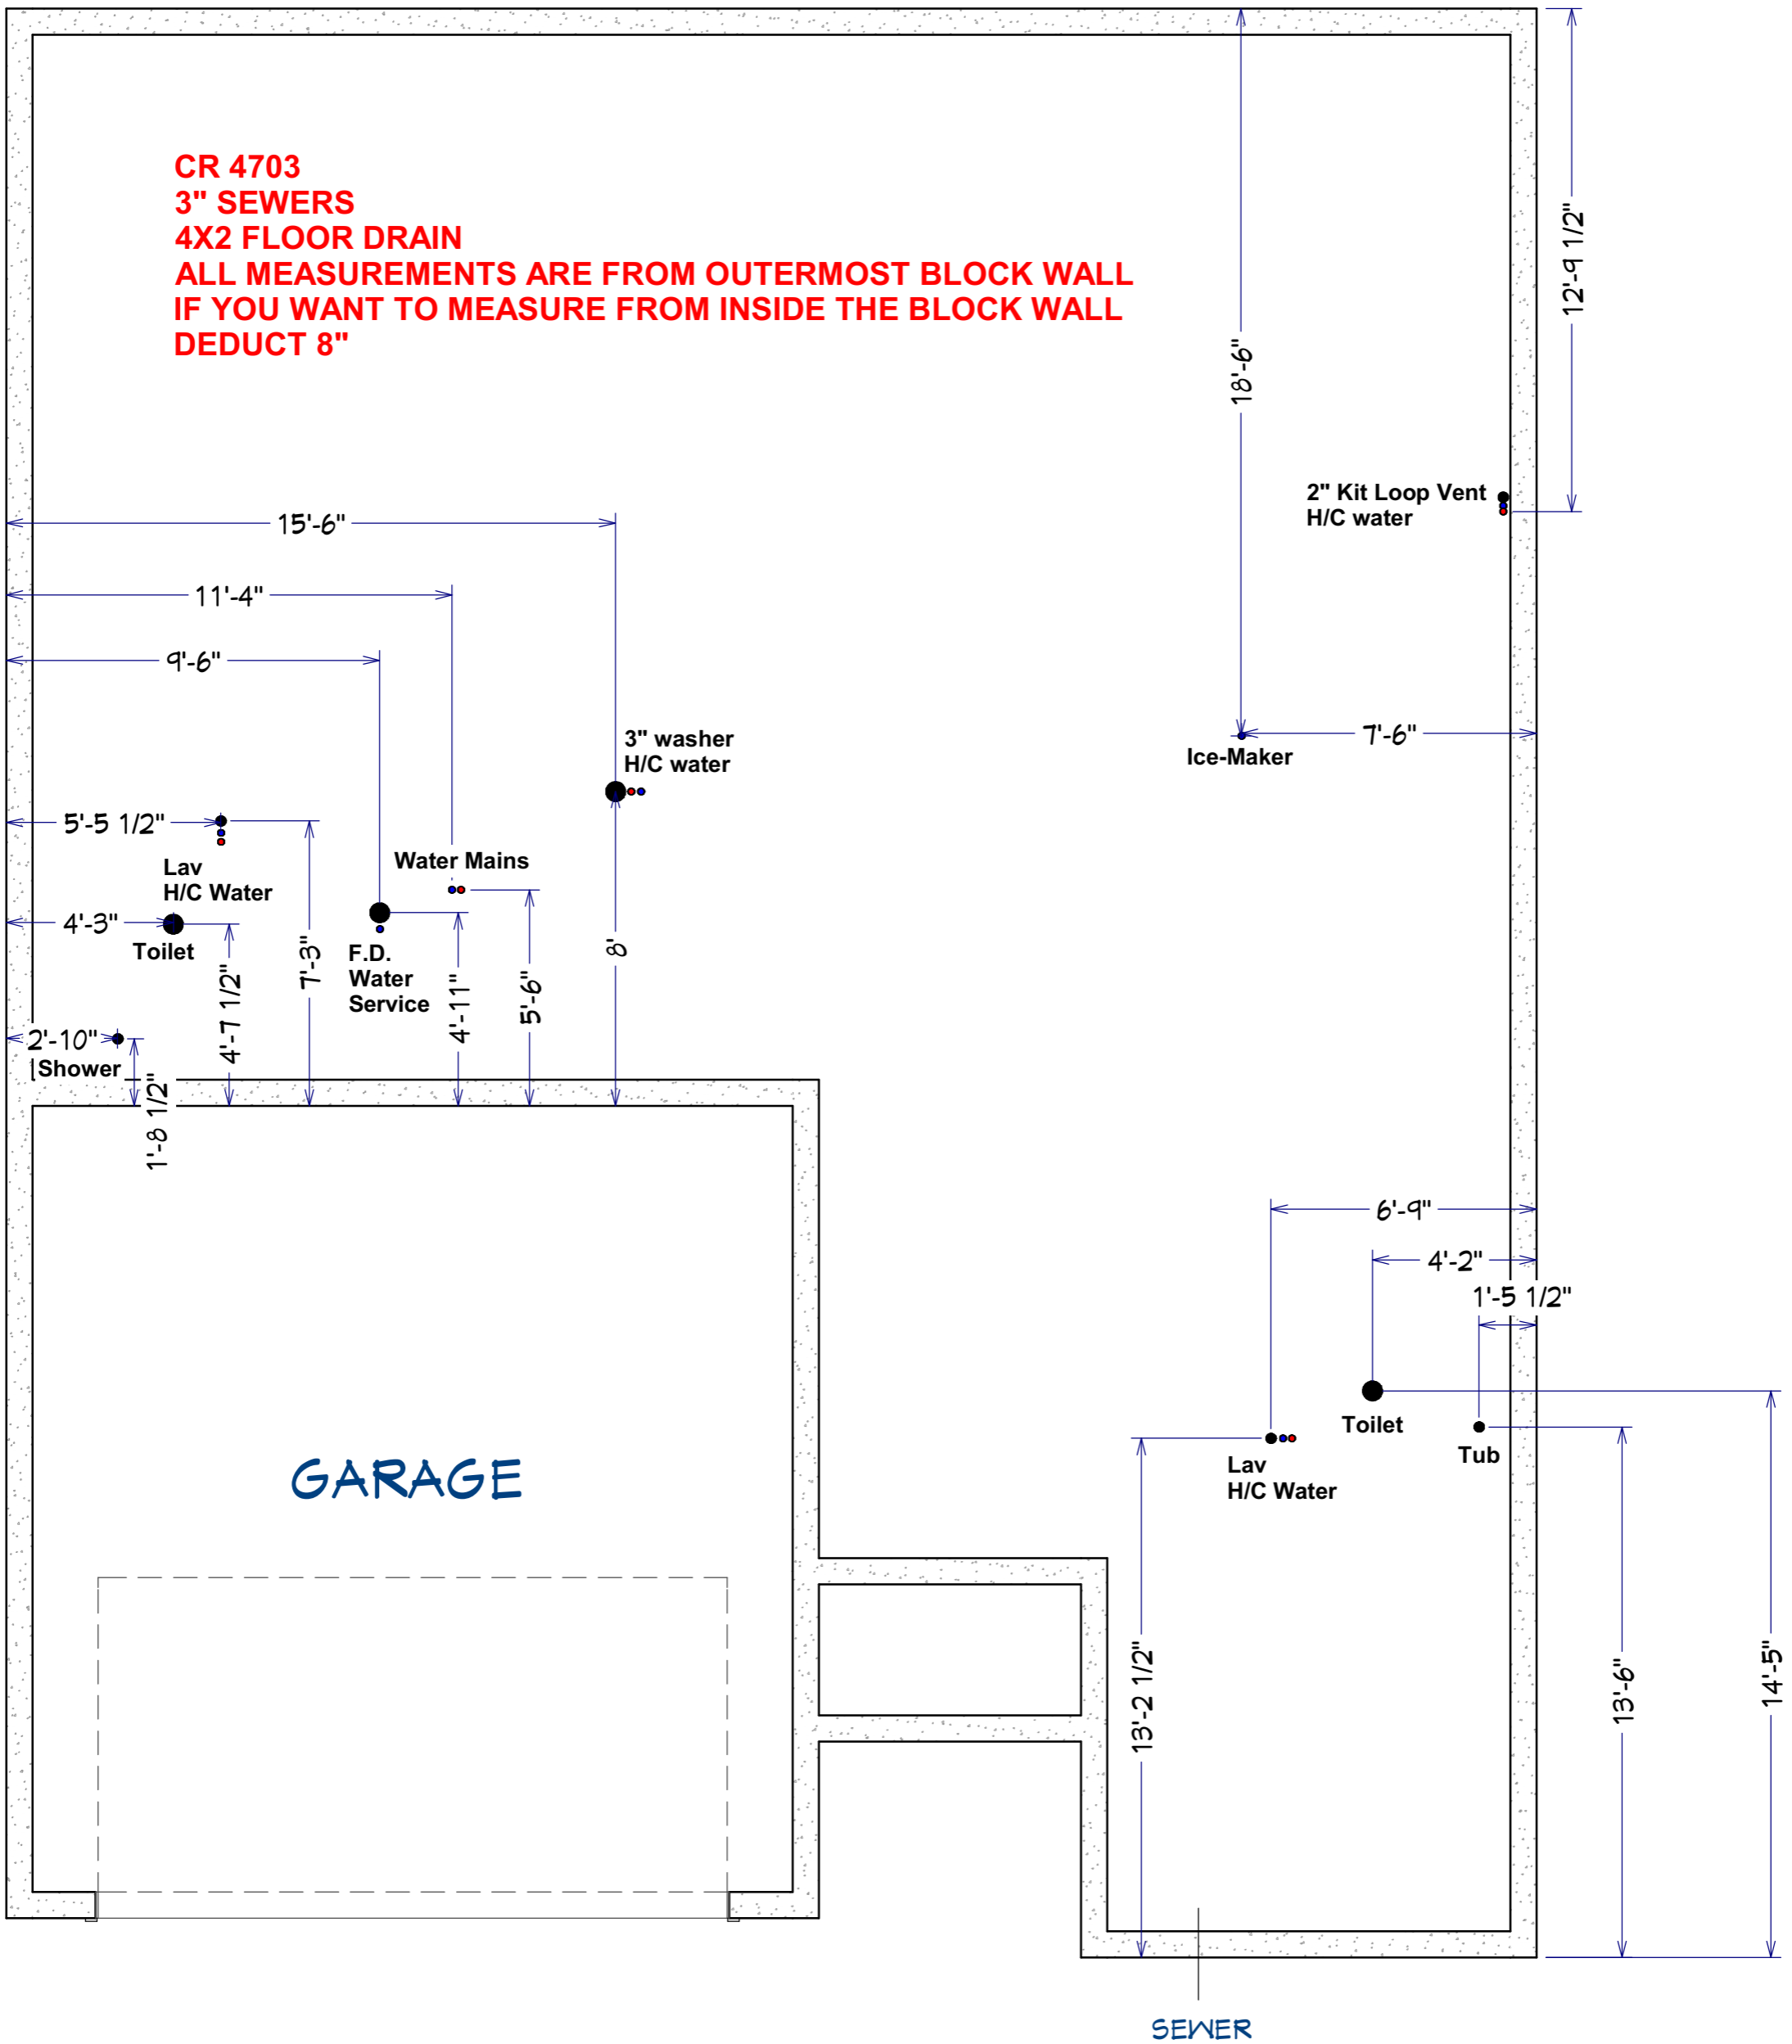 CR 4703
3" SEWERS
4X2 FLOOR DRAIN
ALL MEASUREMENTS ARE FROM OUTERMOST BLOCK WALL
IF YOU WANT TO MEASURE FROM INSIDE THE BLOCK WALL
DEDUCT 8"
12'-9 1/2"
18'-6"
2" Kit Loop Vent
H/C water
15'-6"
11'-4"
9'-6"
3" washer
H/C water
7'-6"
Ice-Maker
5'-5 1/2"
Lav
H/C Water
Water Mains
4'-3"
Toilet
7'-3"
F.D.
Water
Service
4'-7 1/2"
4'-11"
5'-6"
8'
2'-10"
Shower
1'-8 1/2"
6'-9"
4'-2"
1'-5 1/2"
Toilet
Tub
Lav
H/C Water
GARAGE
13'-2 1/2"
13'-6"
14'-5"
SEWER